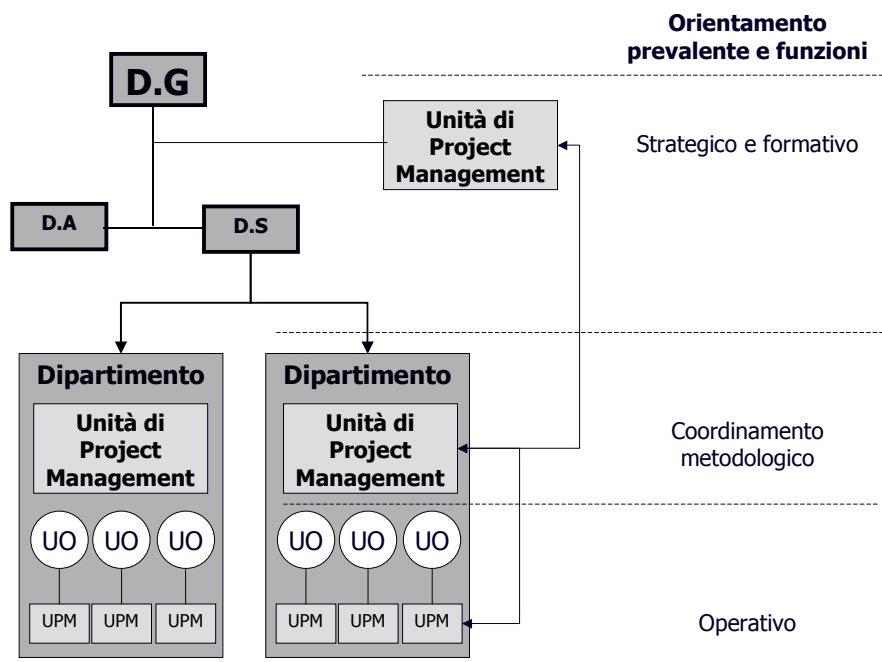 Orientamento
prevalente e funzioni
D.G
Unità di
Project
Management
Strategico e formativo
D.A
D.S
Dipartimento
Dipartimento
Unità di
Project
Management
Unità di
Project
Management
Coordinamento
metodologico
UO UO UO
UO UO UO
UPM UPM UPM
UPM UPM UPM
Operativo